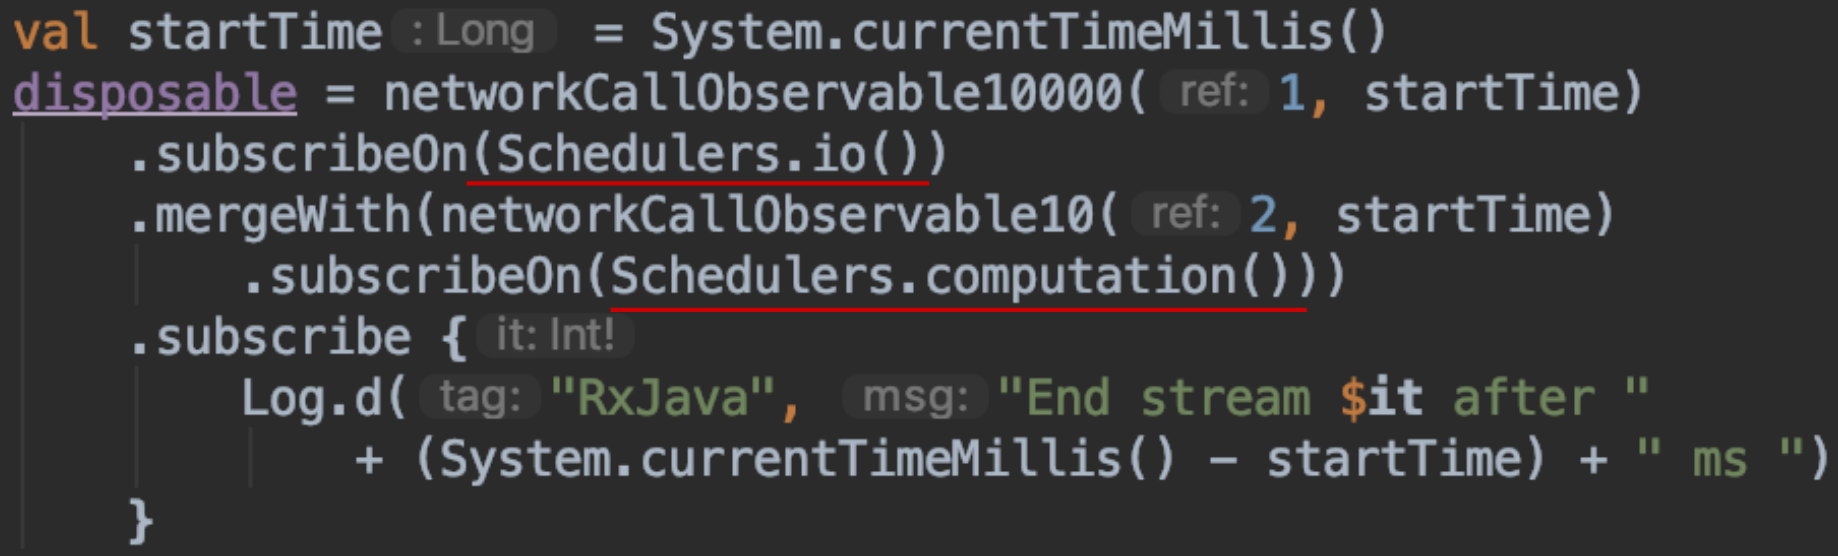 val startTime : Long = System.currentTimeMillis()
disposable = networkCallObservable10000( ref: 1, startTime)
.subscribeOn(Schedulers.io())
.mergeWith(networkCallObservable10( ref: 2, startTime)
.subscribeOn(Schedulers.computation()))
.subscribe { it: Int!
Log.d( tag: "RxJava", msg: "End stream $it after "
+ (System.currentTimeMillis() - startTime) + " ms ")
}